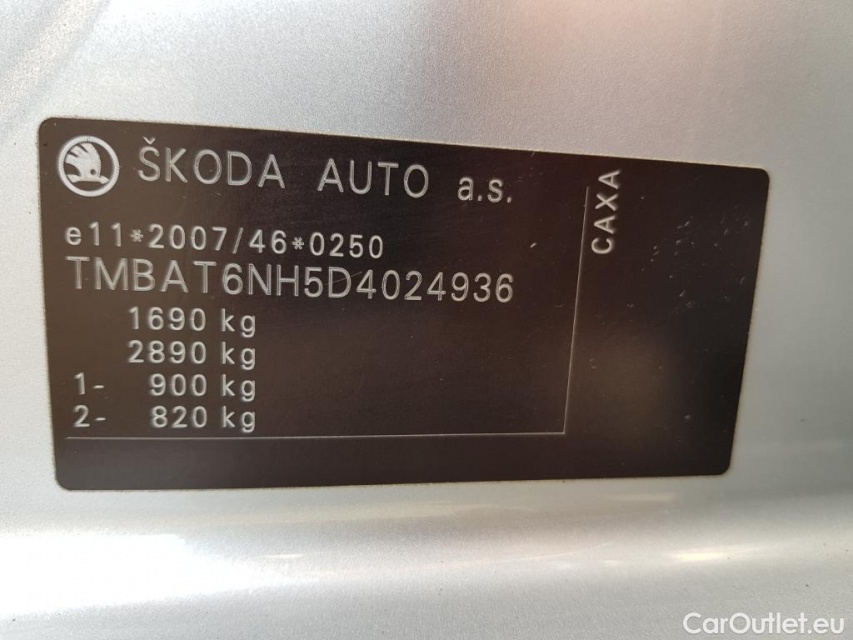 ŠKODA AUTO a.s.
e11*2007/46*0250
TMBAT6NH5D4024936
1690 kg
2890 kg
1- 900 kg
2- 820 kg
CAXA
CarOutlet.eu